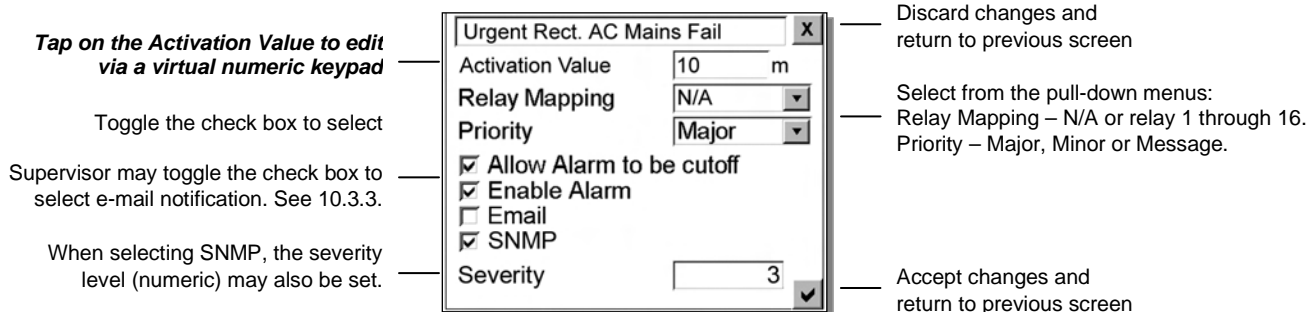 Tap on the Activation Value to edit
via a virtual numeric keypad
Toggle the check box to select
Supervisor may toggle the check box to
select e-mail notification. See 10.3.3.
When selecting SNMP, the severity
level (numeric) may also be set.
Urgent Rect. AC Mains Fail X
Activation Value 10 m
Relay Mapping N/A
Priority Major
Allow Alarm to be cutoff
Enable Alarm
Email
SNMP
Severity 3
Discard changes and
return to previous screen
Select from the pull-down menus:
Relay Mapping – N/A or relay 1 through 16.
Priority – Major, Minor or Message.
Accept changes and
return to previous screen